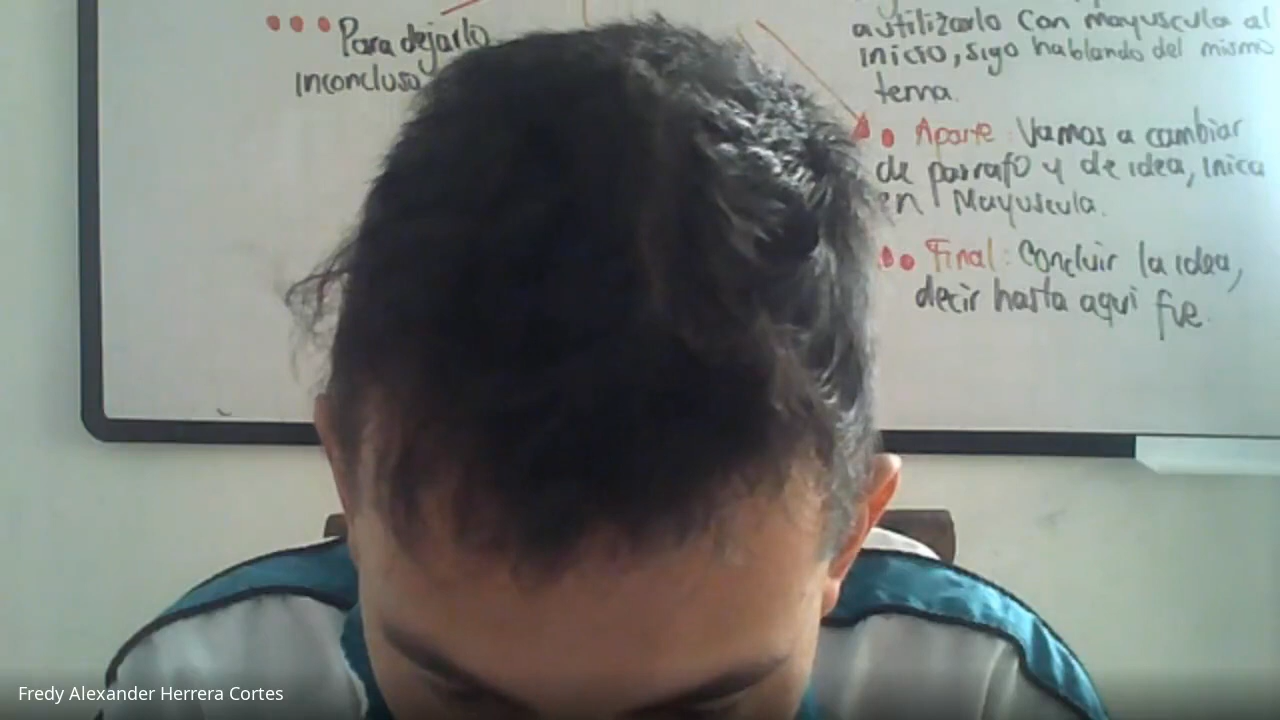 Para dejarlo
inconcluso
autilizarlo con mayuscula al
inicio, sigo hablando del mismo
tema.
Aparte: Vamos a cambiar
de parrafo y de idea, inica
en Mayuscula.
Final: Concluir la idea,
decir hasta aqui fue.
Fredy Alexander Herrera Cortes